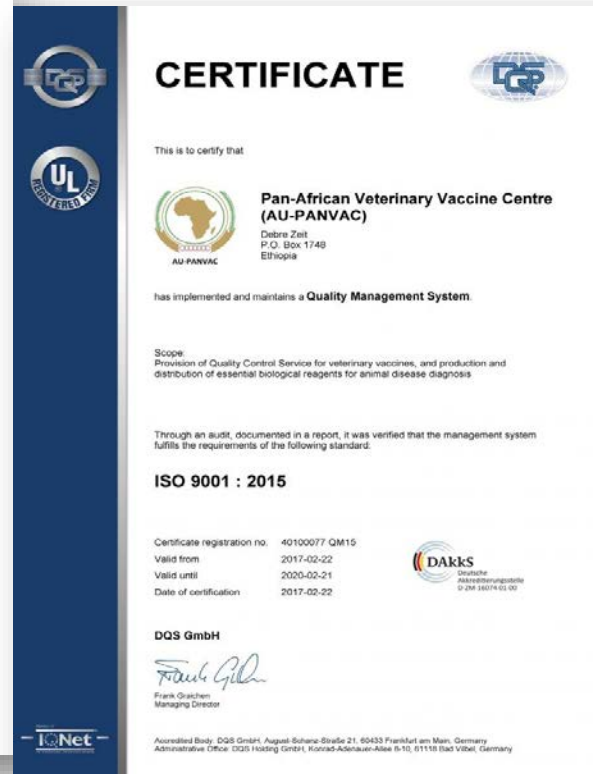 DQS
CERTIFICATE
DQS
This is to certify that
UL
REGISTERED FIRM
Pan-African Veterinary Vaccine Centre
(AU-PANVAC)
Debre Zeit
P.O. Box 1748
Ethiopia
AU-PANVAC
has implemented and maintains a Quality Management System.
Scope:
Provision of Quality Control Service for veterinary vaccines, and production and
distribution of essential biological reagents for animal disease diagnosis
Through an audit, documented in a report, it was verified that the management system
fulfills the requirements of the following standard:
ISO 9001 : 2015
Certificate registration no. 40100077 QM15
Valid from 2017-02-22
Valid until 2020-02-21
Date of certification 2017-02-22
DAkkS
Deutsche
Akkreditierungsstelle
D-ZM-16074-01-00
DQS GmbH
Frank Graichen
Managing Director
IQNet
Accredited Body: DQS GmbH, August-Schanz-Straße 21, 60433 Frankfurt am Main, Germany
Administrative Office: DQS Holding GmbH, Konrad-Adenauer-Allee 8-10, 61118 Bad Vilbel, Germany